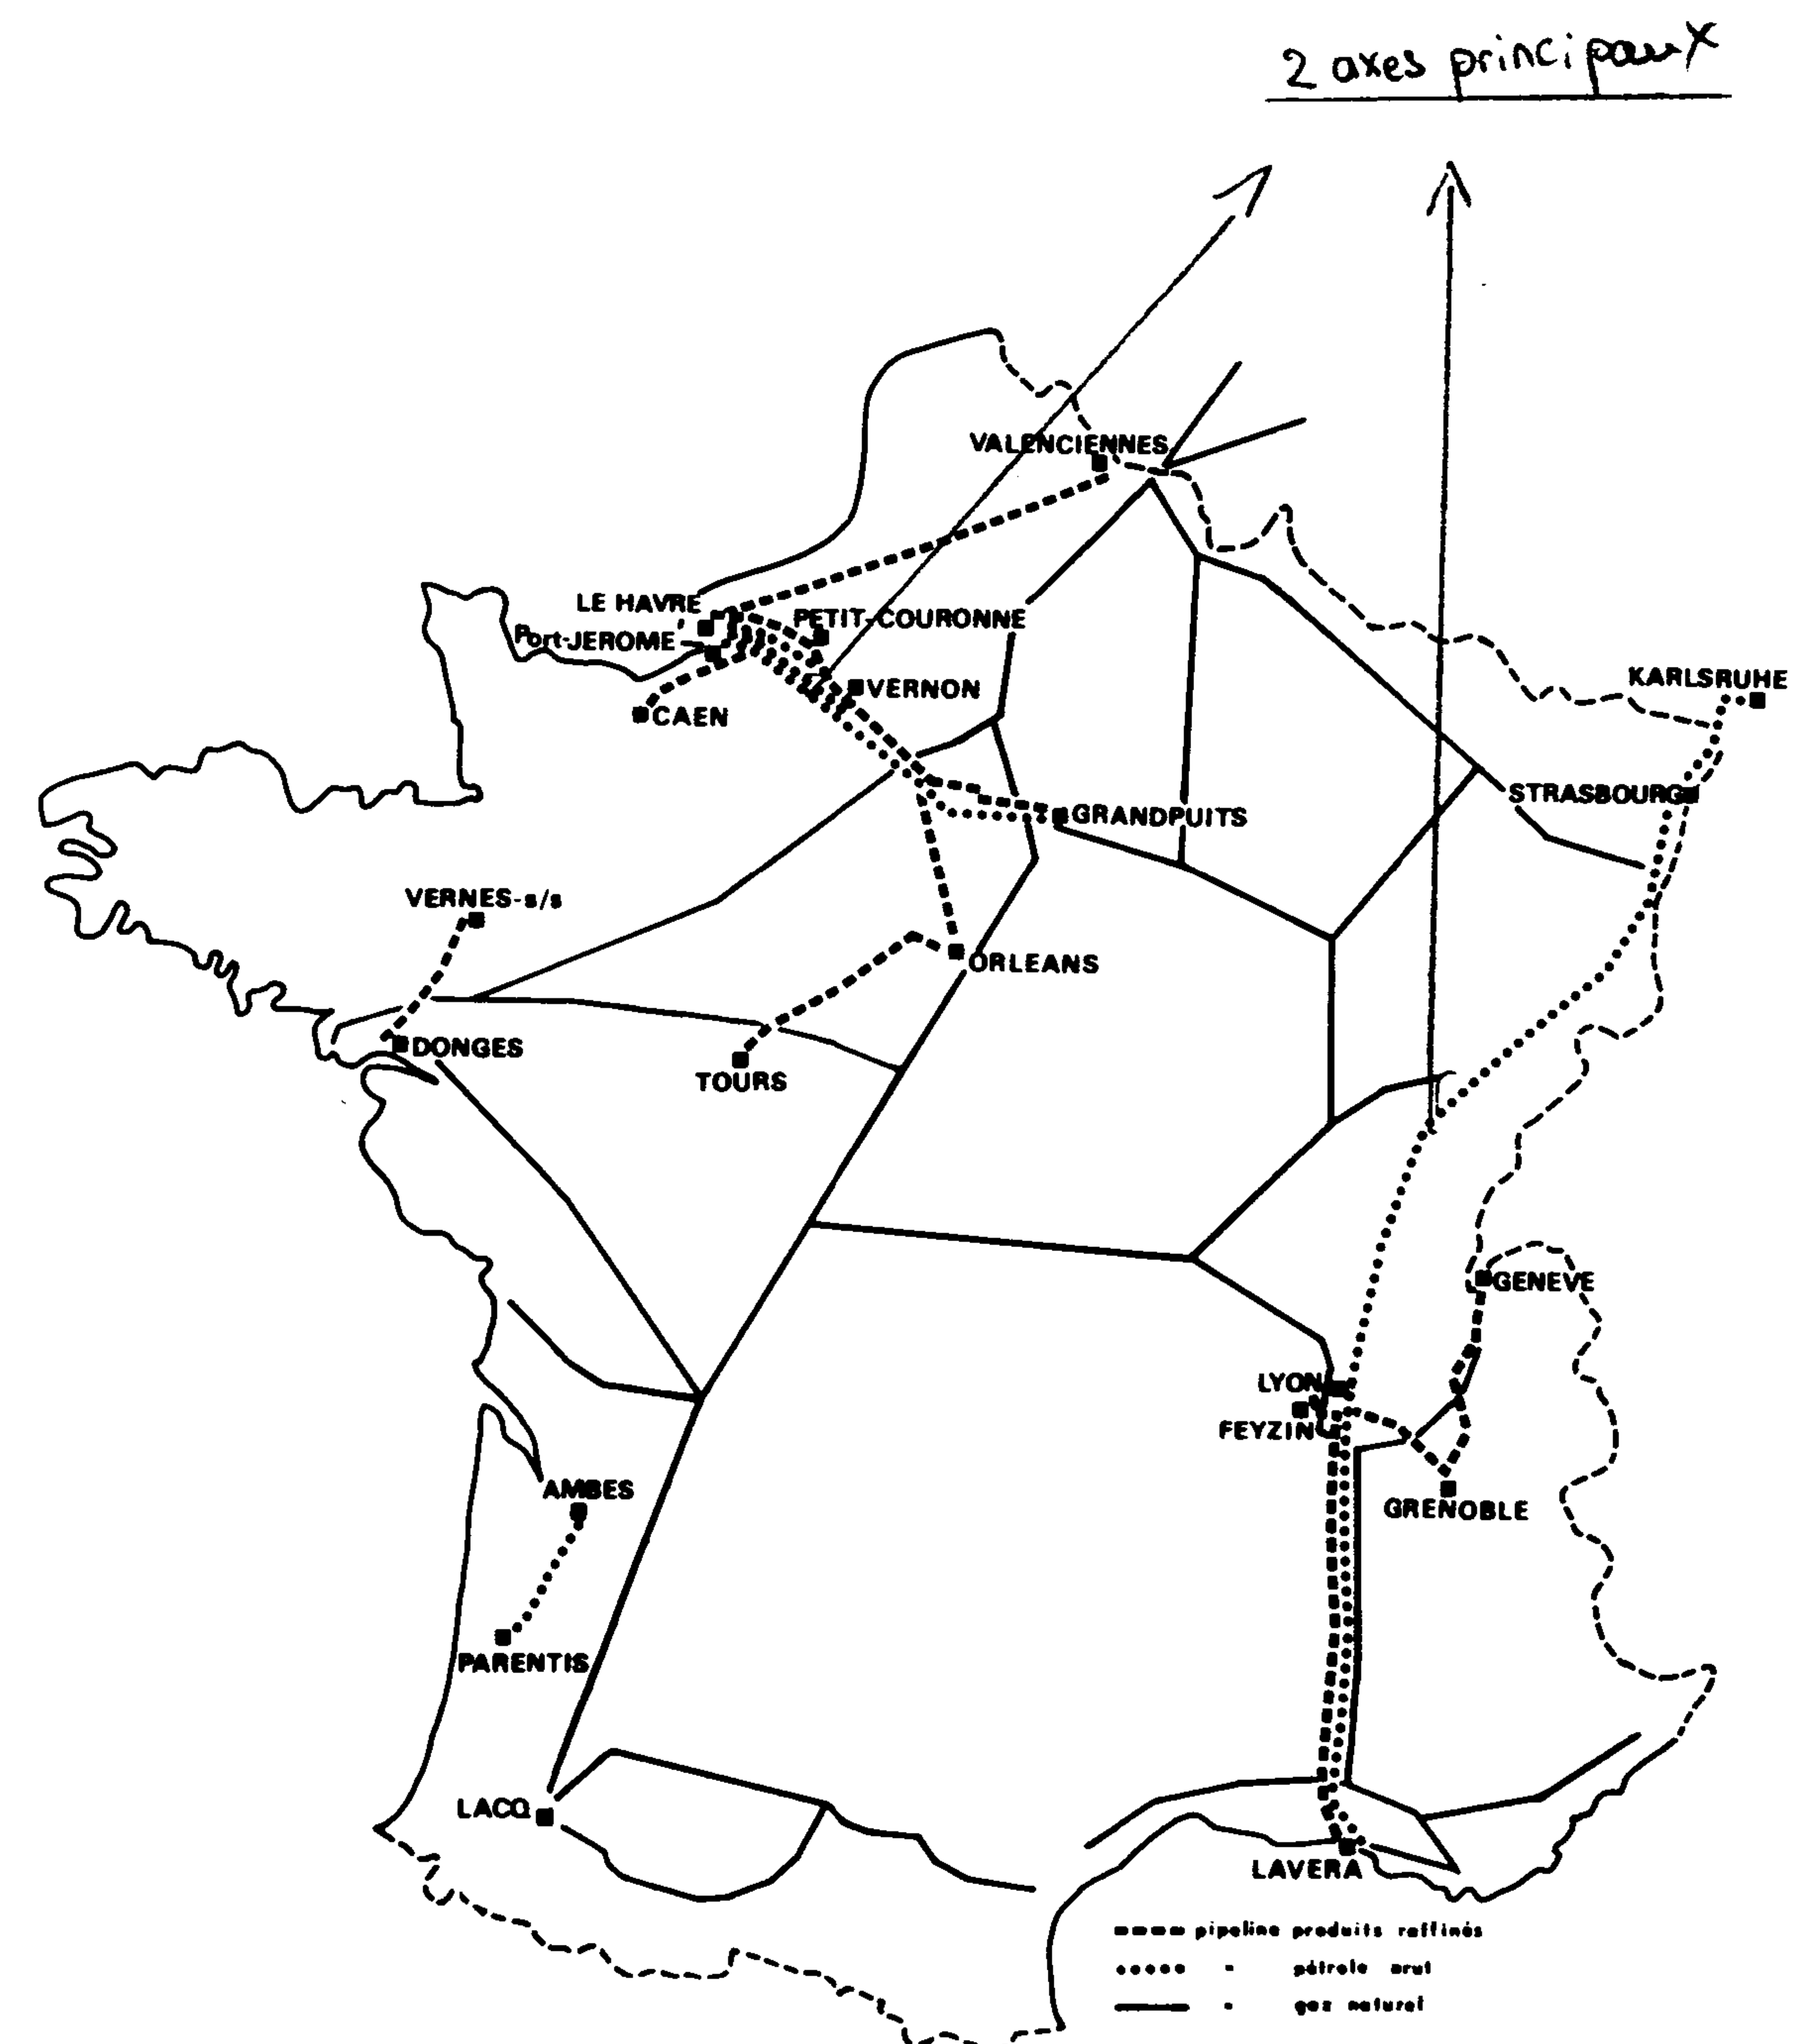 2 axes principaux
VALENCIENNES
LE HAVRE
PETIT-COURONNE
Port-JEROME
KARLSRUHE
VERNON
CAEN
STRASBOURG
GRANDPUITS
VERNES-s/s
ORLEANS
DONGES
TOURS
GENEVE
LYON
FEYZIN
AMBES
GRENOBLE
PARENTIS
LACQ
LAVERA
pipeline produits raffinés
" pétrole brut
" gaz naturel